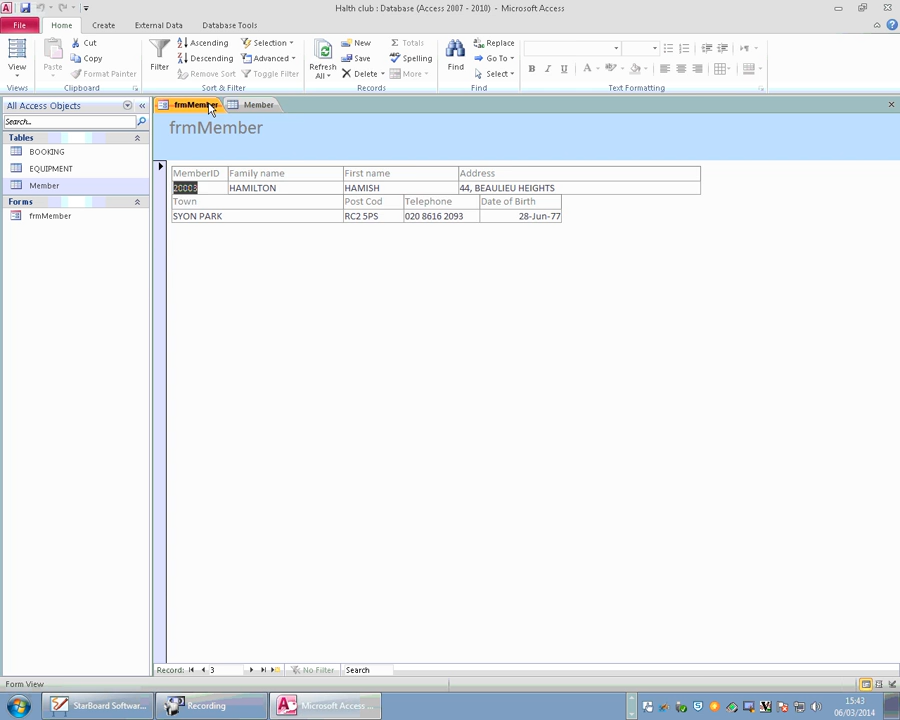 Halth club : Database (Access 2007 - 2010) - Microsoft Access
File Home Create External Data Database Tools
View
Views
Paste
Cut
Copy
Format Painter
Clipboard
Filter
Ascending
Descending
Remove Sort
Selection
Advanced
Toggle Filter
Sort & Filter
Refresh All
New
Save
Delete
Totals
Spelling
More
Records
Find
Replace
Go To
Select
Find
B I U
A
Text Formatting
All Access Objects
Search..
Tables
BOOKING
EQUIPMENT
Member
Forms
frmMember
frmMember Member
frmMember
MemberID Family name First name Address
20003 HAMILTON HAMISH 44, BEAULIEU HEIGHTS
Town Post Cod Telephone Date of Birth
SYON PARK RC2 5PS 020 8616 2093 28-Jun-77
Record: 3 No Filter Search
Form View
StarBoard Softwar... Recording Microsoft Access ...
15:43
06/03/2014